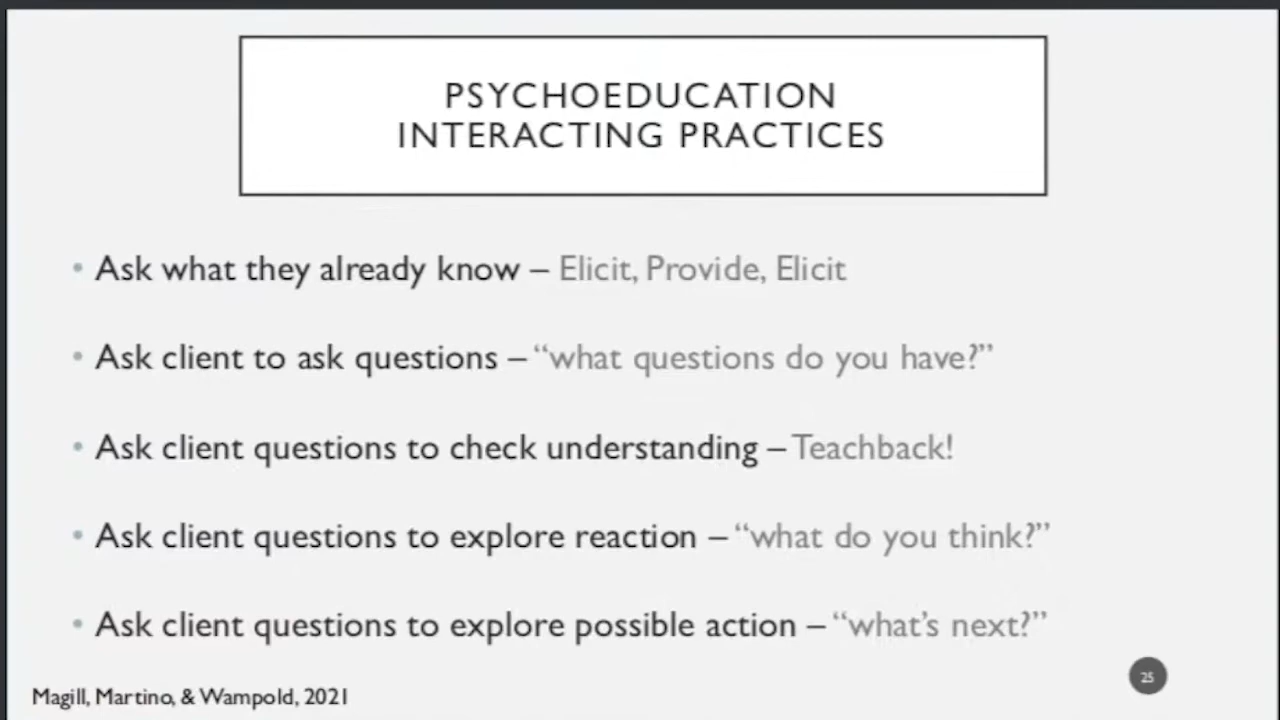 PSYCHOEDUCATION
INTERACTING PRACTICES
• Ask what they already know – Elicit, Provide, Elicit
• Ask client to ask questions – “what questions do you have?”
• Ask client questions to check understanding – Teachback!
• Ask client questions to explore reaction – “what do you think?”
• Ask client questions to explore possible action – “what’s next?”
25
Magill, Martino, & Wampold, 2021